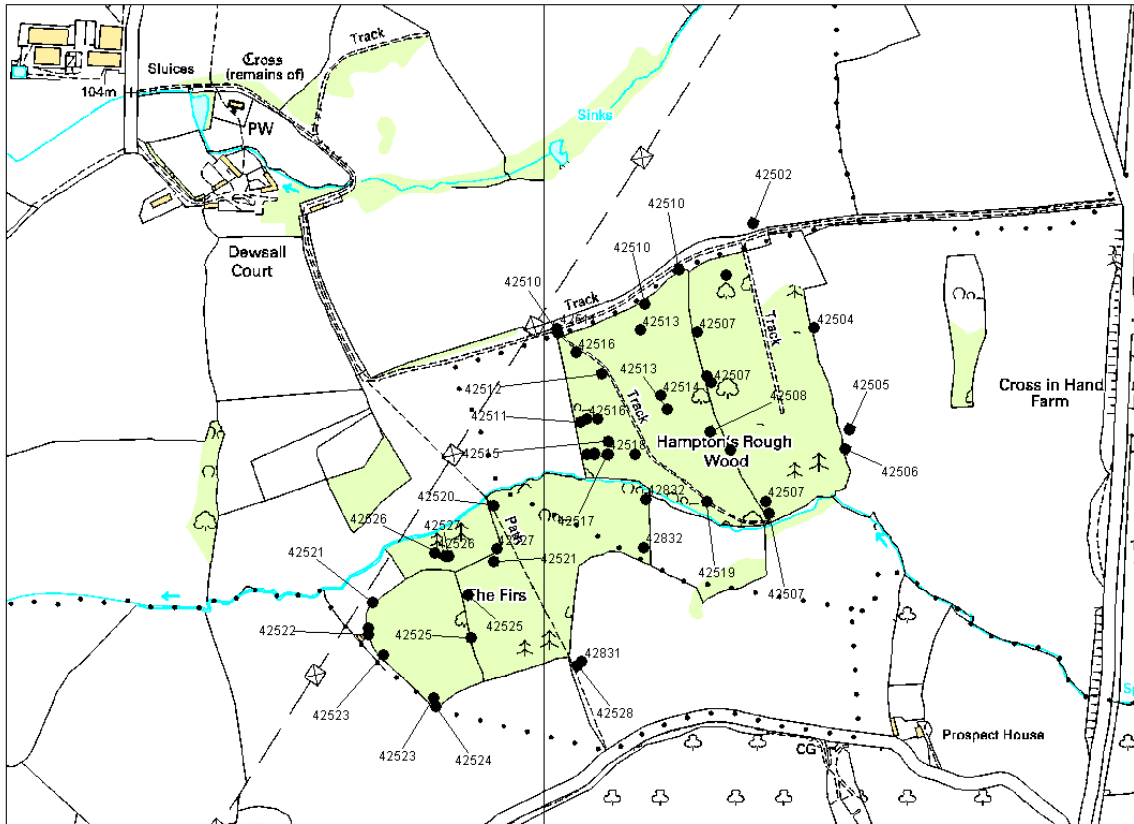 Track
Cross
(remains of)
Sluices
104m
PW
Sinks
Dewsall
Court
42502
42510
42510
42510
Track
42513
42507
42504
42516
Track
42512
42513
42514
42507
42508
42505
Cross in Hand
Farm
42511
42516
Track
Hampton's Rough
Wood
42506
42515
42518
42520
42832
42507
42517
42526
42527
Path
42526
42527
42521
42521
42832
42519
42507
The Firs
42522
42525
42525
42831
42523
42528
42523
42524
CG
Prospect House